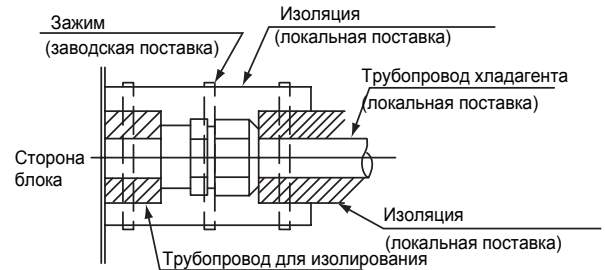 Зажим
(заводская поставка)
Изоляция
(локальная поставка)
Трубопровод хладагента
(локальная поставка)
Сторона
блока
Изоляция
(локальная поставка)
Трубопровод для изолирования